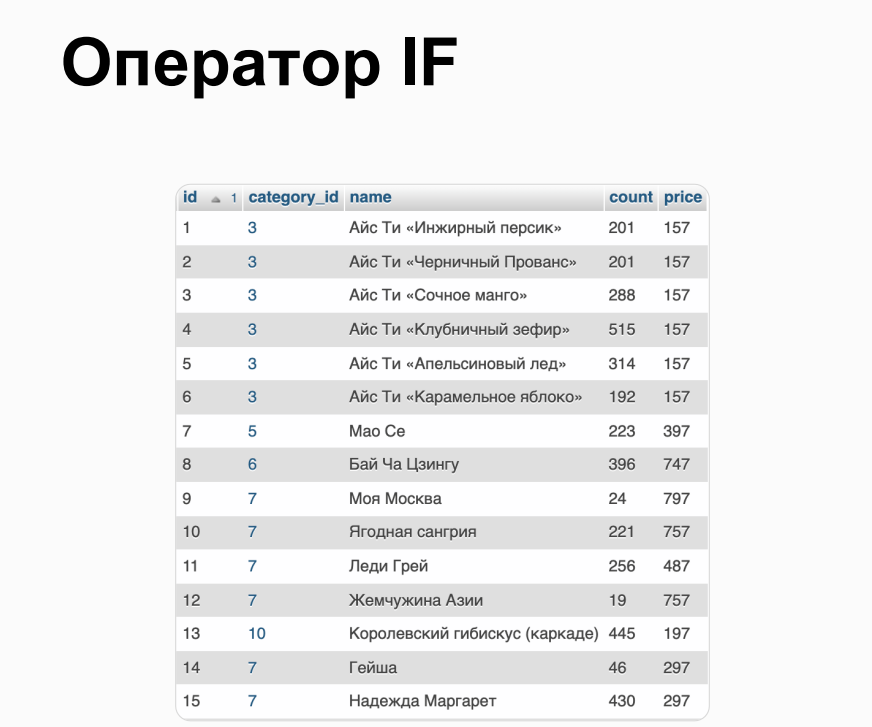 Оператор IF
id 1 category_id name count price
1 3 Айс Ти «Инжирный персик» 201 157
2 3 Айс Ти «Черничный Прованс» 201 157
3 3 Айс Ти «Сочное манго» 288 157
4 3 Айс Ти «Клубничный зефир» 515 157
5 3 Айс Ти «Апельсиновый лед» 314 157
6 3 Айс Ти «Карамельное яблоко» 192 157
7 5 Мао Се 223 397
8 6 Бай Ча Цзингу 396 747
9 7 Моя Москва 24 797
10 7 Ягодная сангрия 221 757
11 7 Леди Грей 256 487
12 7 Жемчужина Азии 19 757
13 10 Королевский гибискус (каркаде) 445 197
14 7 Гейша 46 297
15 7 Надежда Маргарет 430 297